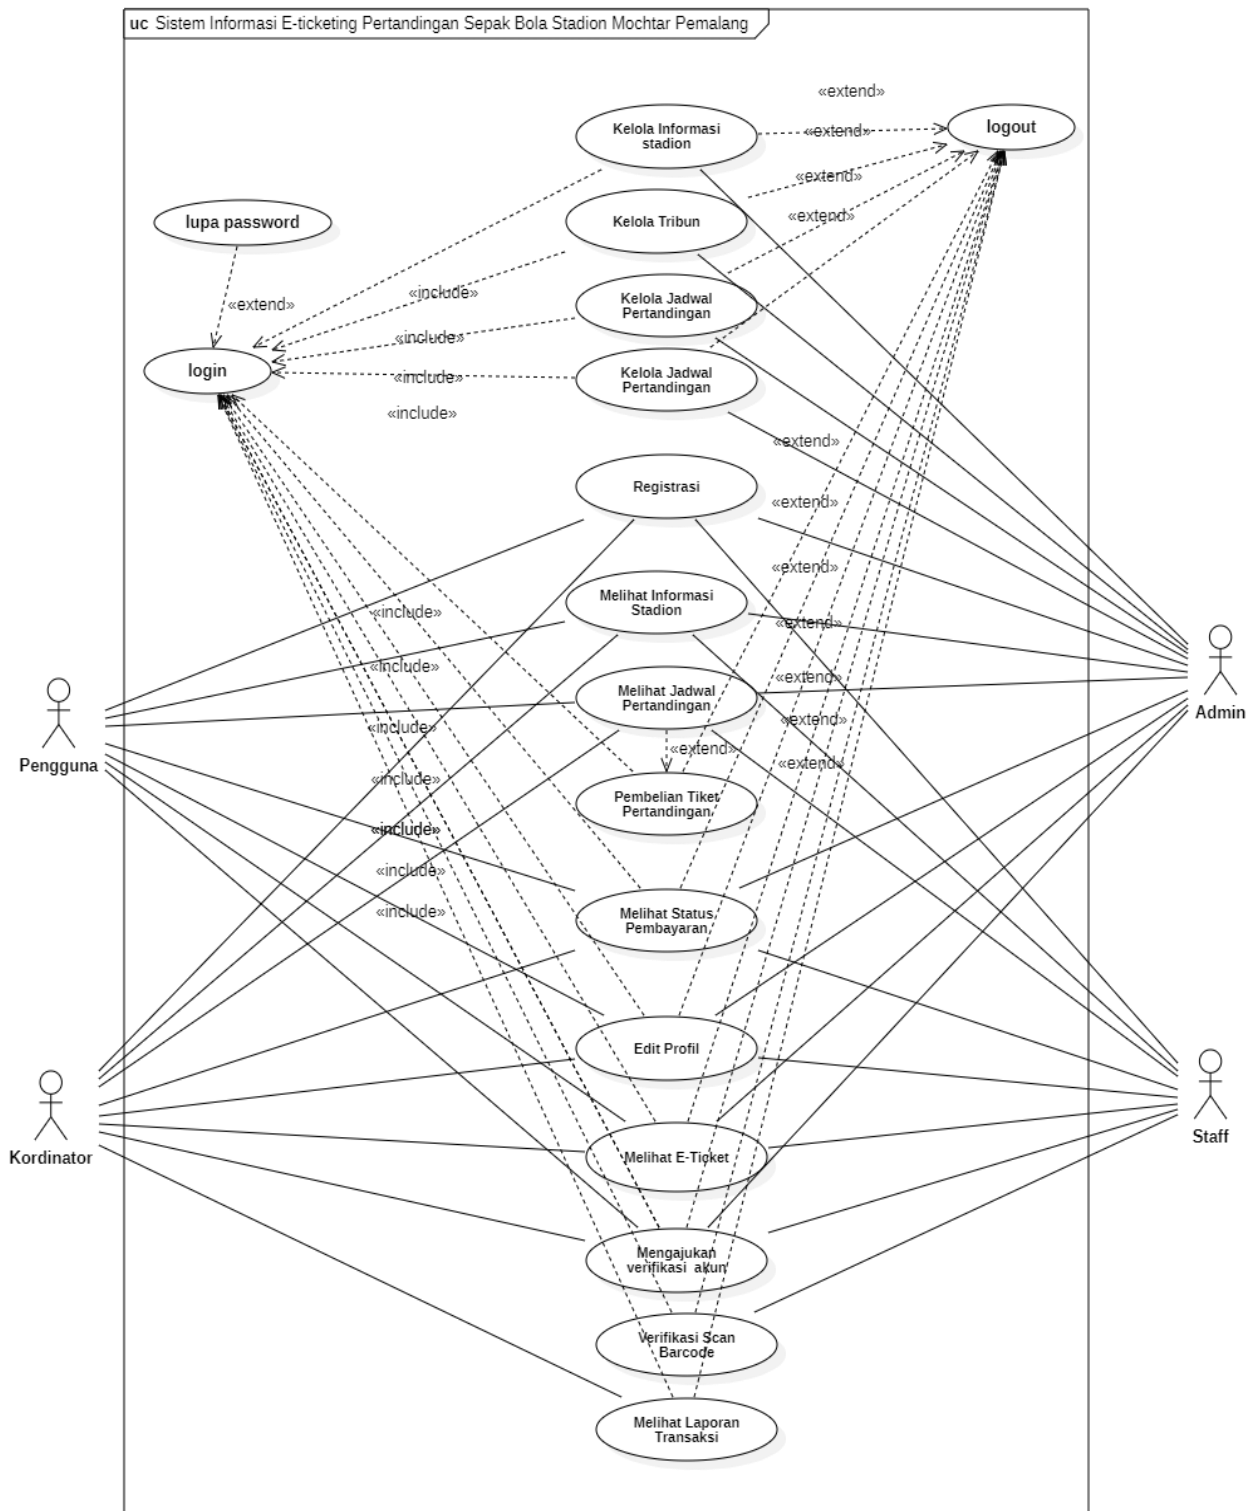 uc Sistem Informasi E-ticketing Pertandingan Sepak Bola Stadion Mochtar Pemalang
«extend»
Kelola Informasi
stadion
«extend»
logout
«extend»
lupa password
Kelola Tribun
«extend»
«extend»
«include»
Kelola Jadwal
Pertandingan
«include»
login
«include»
Kelola Jadwal
Pertandingan
«include»
«extend»
Registrasi
«extend»
«extend»
Melihat Informasi
Stadion
«include»
«extend»
«include»
Melihat Jadwal
Pertandingan
«extend»
Admin
«include»
«extend»
«extend»
Pengguna
«extend»
«include»
Pembelian Tiket
Pertandingan
«include»
«include»
«include»
Melihat Status
Pembayaran
Edit Profil
Kordinator
Melihat E-Ticket
Staff
Mengajukan
verifikasi akun
Verifikasi Scan
Barcode
Melihat Laporan
Transaksi